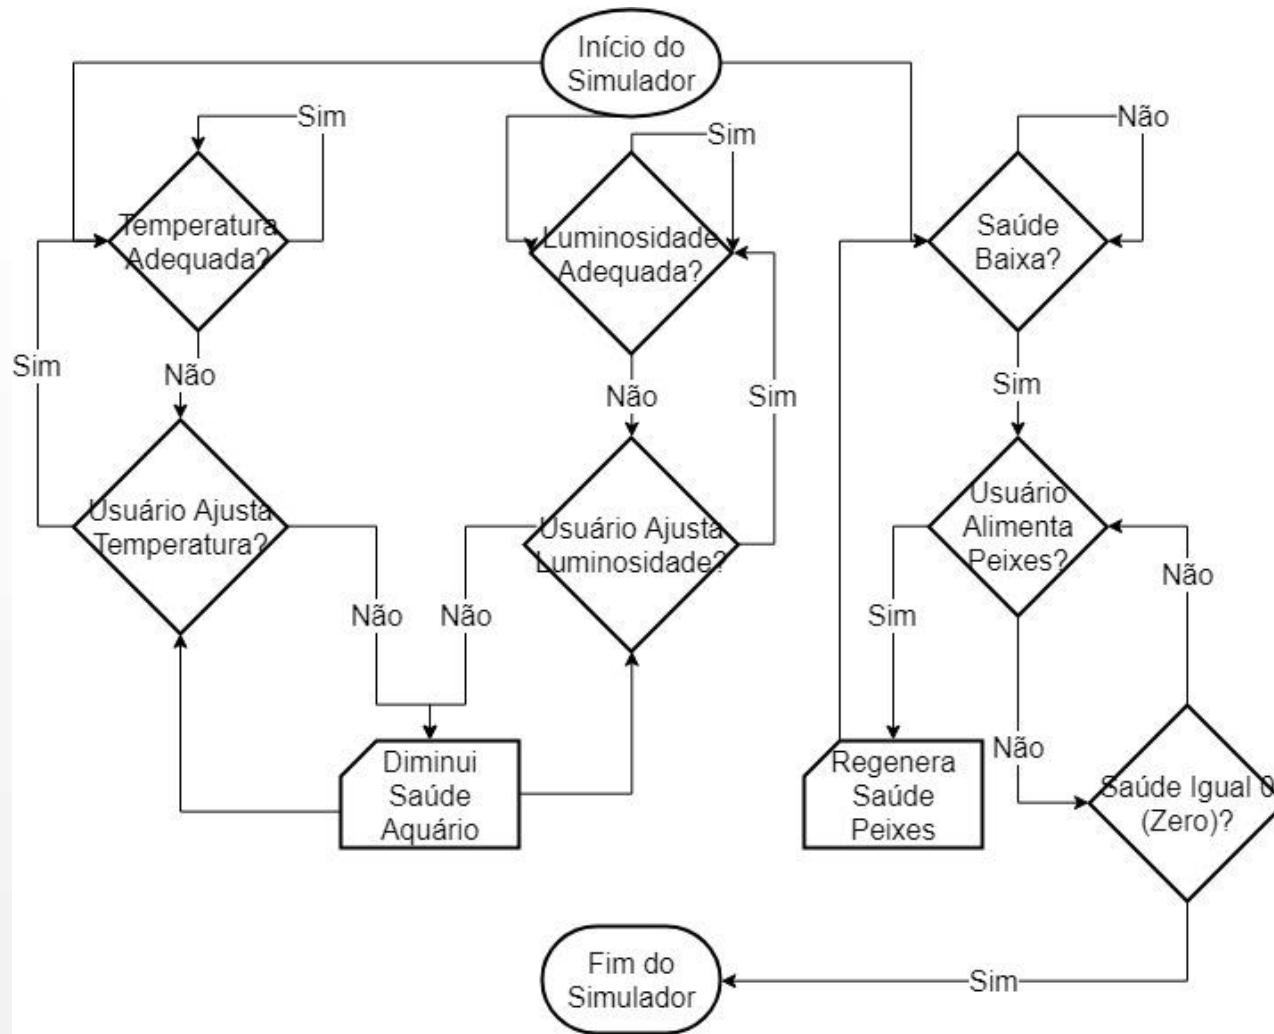 Início do
Simulador
Sim
Sim
Não
Temperatura
Adequada?
Luminosidade
Adequada?
Saúde
Baixa?
Sim
Não
Não
Sim
Sim
Usuário Ajusta
Temperatura?
Usuário Ajusta
Luminosidade?
Usuário
Alimenta
Peixes?
Não
Não
Não
Sim
Não
Diminui
Saúde
Aquário
Regenera
Saúde
Peixes
Saúde Igual 0
(Zero)?
Fim do
Simulador
Sim